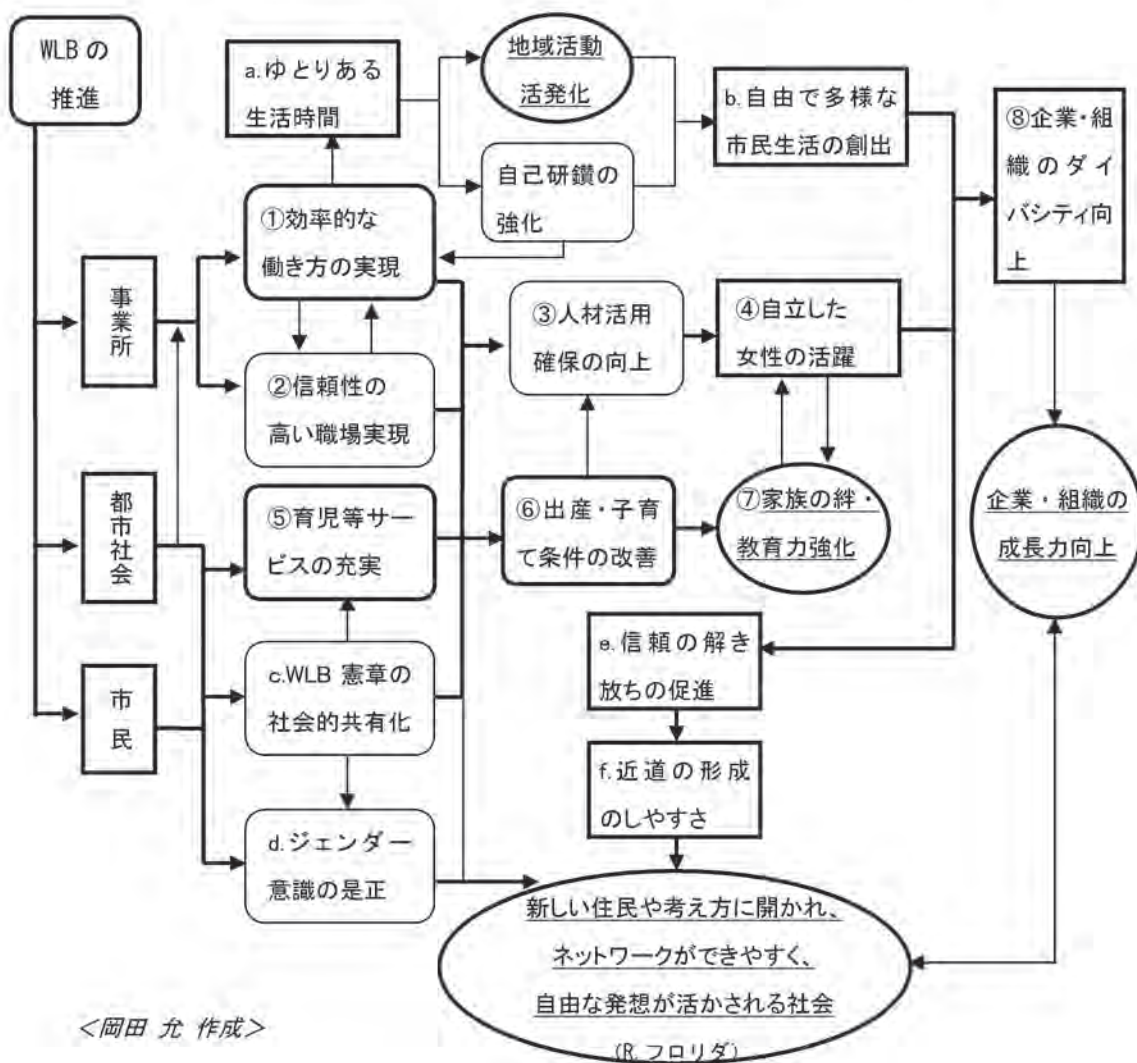 WLBの
推進
a.ゆとりある
生活時間
地域活動
活発化
自己研鑽の
強化
b.自由で多様な
市民生活の創出
⑧企業・組
織のダイ
バシティ向
上
①効率的な
働き方の実現
②信頼性の
高い職場実現
③人材活用
確保の向上
④自立した
女性の活躍
事業所
都市社会
市民
⑤育児等サー
ビスの充実
⑥出産・子育
て条件の改善
⑦家族の絆・
教育力強化
企業・組織の
成長力向上
c.WLB 憲章の
社会的共有化
d.ジェンダー
意識の是正
e.信頼の解き
放ちの促進
f.近道の形成
のしやすさ
新しい住民や考え方に開かれ、
ネットワークができやすく、
自由な発想が活かされる社会
(R.フロリダ)
<岡田 允 作成>